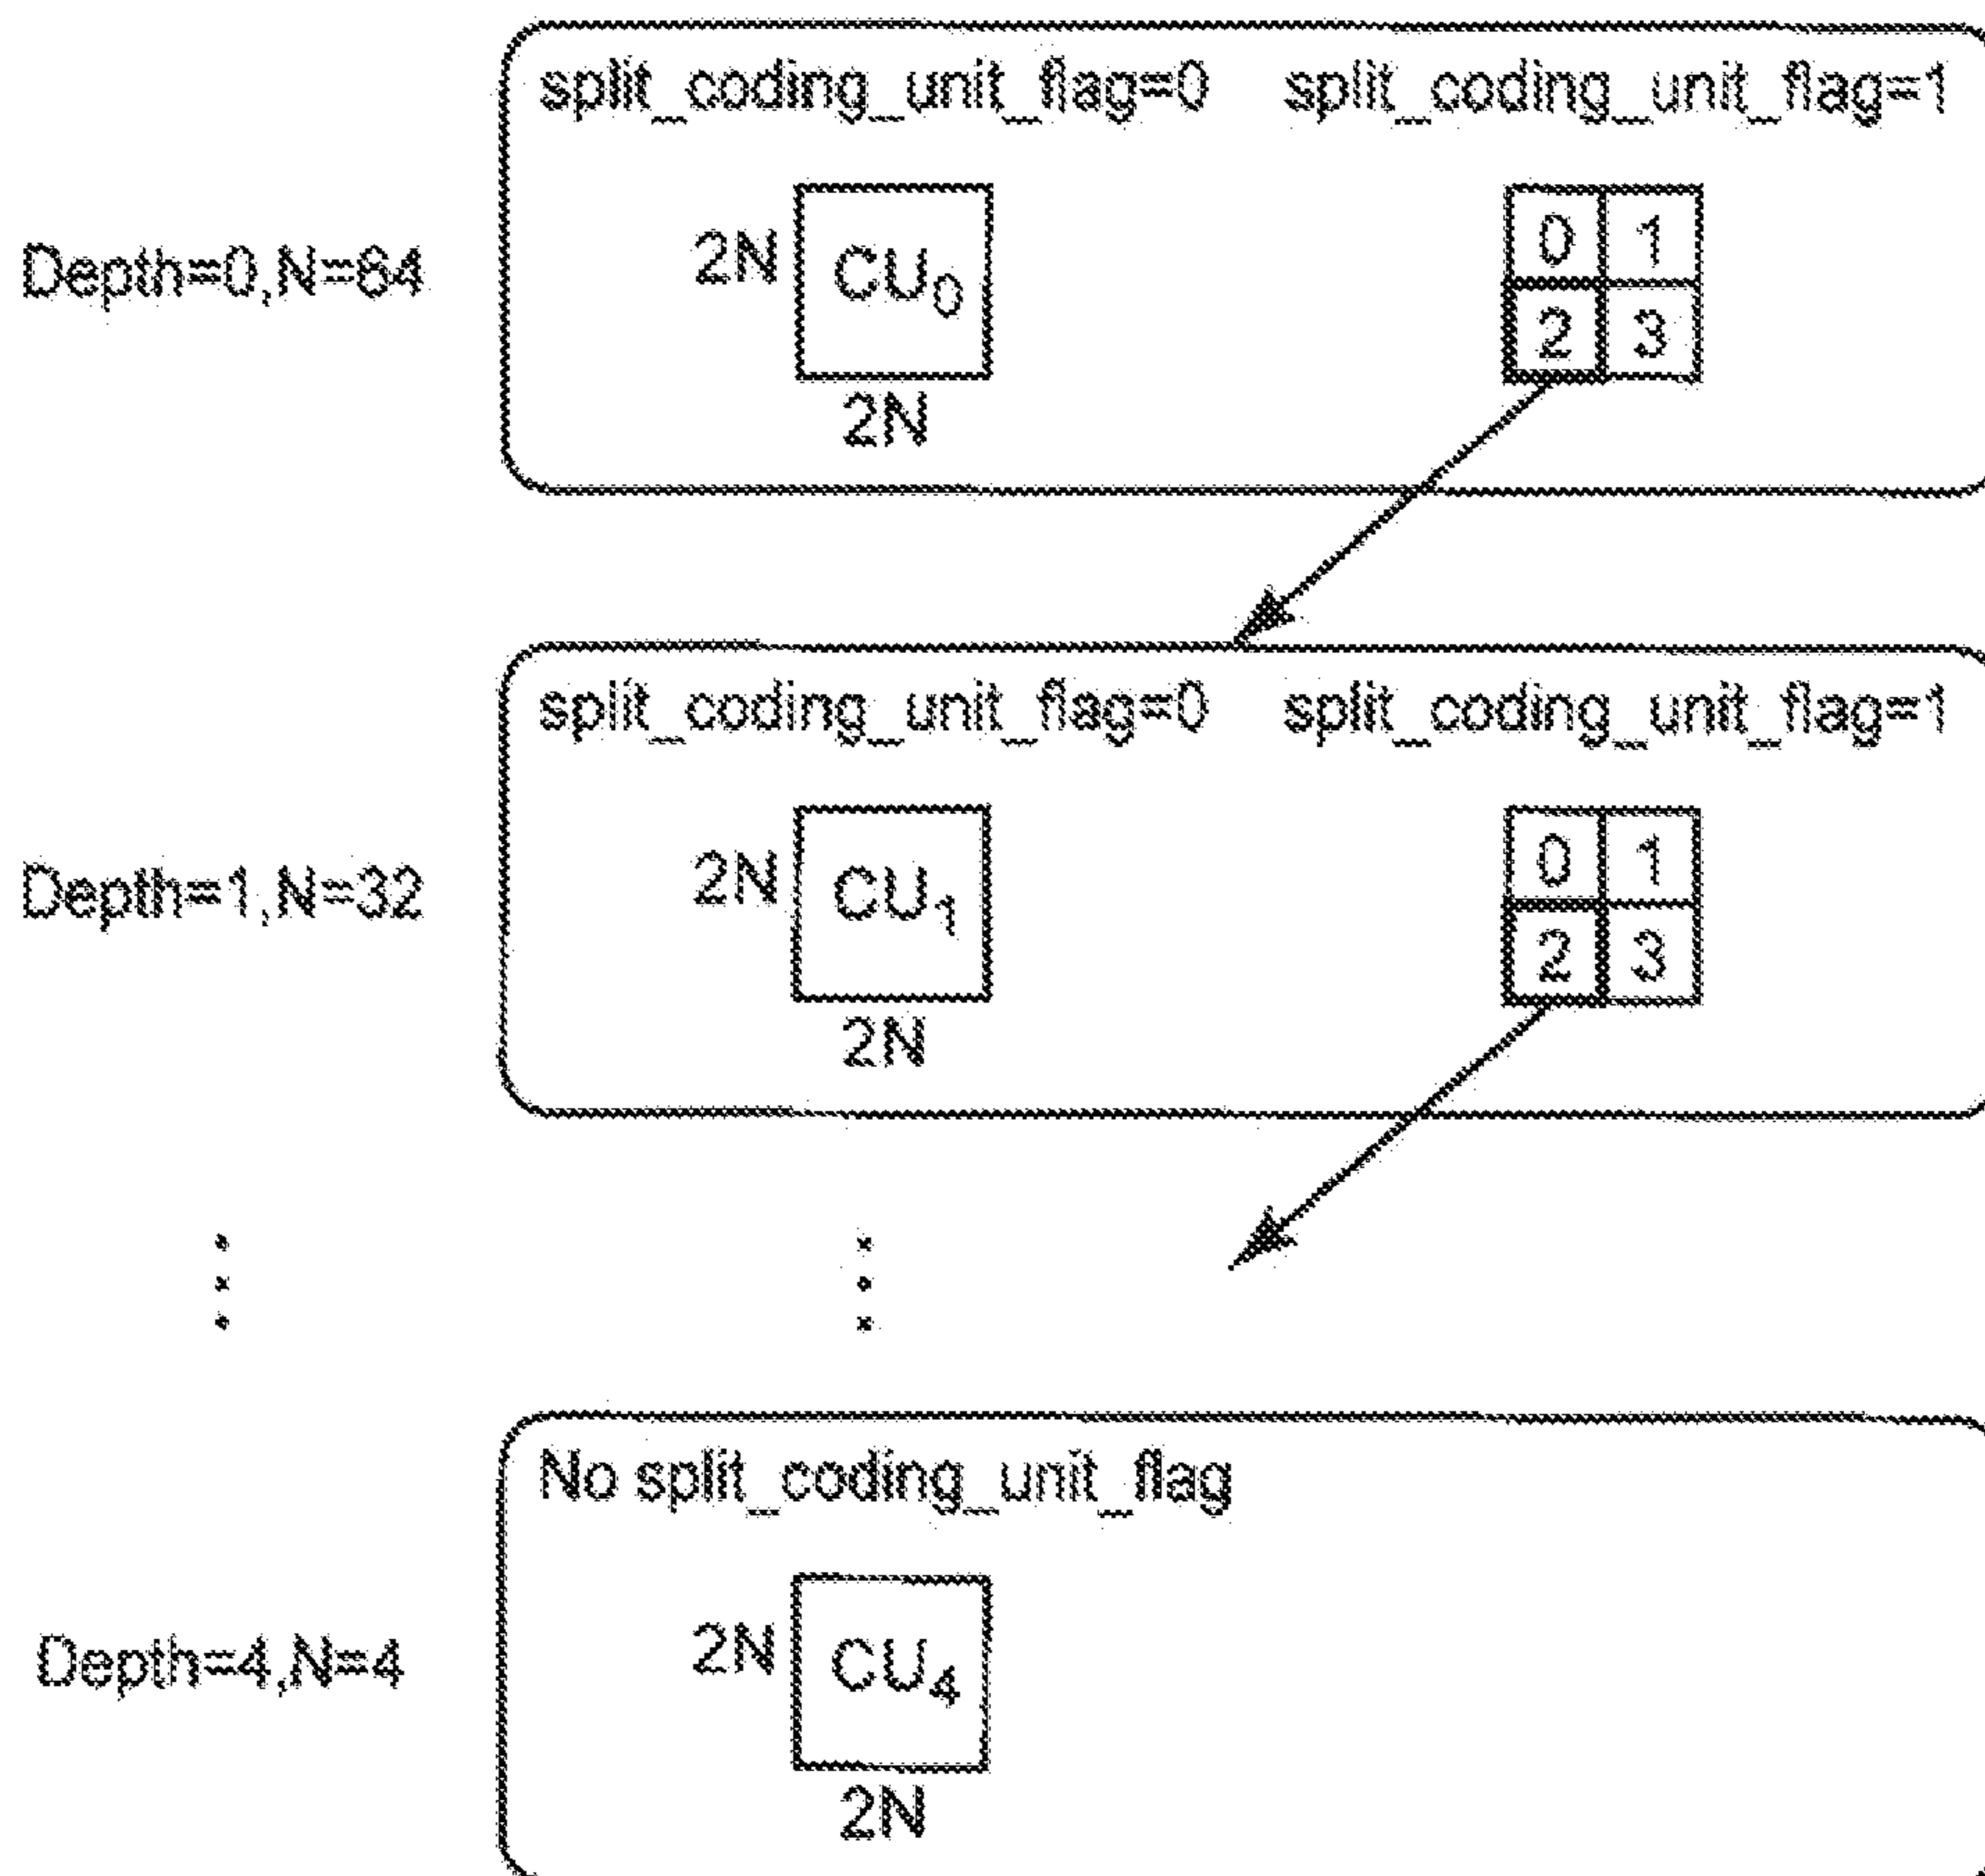 split_coding_unit_flag=0 split_coding_unit_flag=1
Depth=0,N=64
2N
CU0
0 1
2 3
2N
split_coding_unit_flag=0 split_coding_unit_flag=1
Depth=1,N=32
2N
CU1
0 1
2 3
2N
No split_coding_unit_flag
Depth=4,N=4
2N
CU4
2N